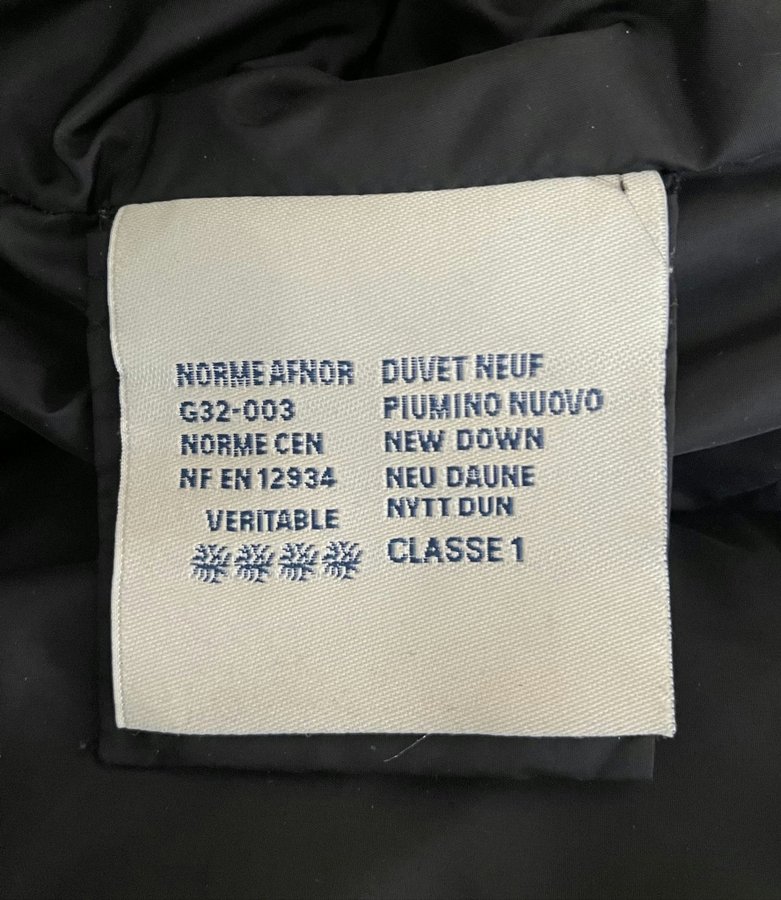 NORME AFNOR
G32-003
NORME CEN
NF EN 12934
VERITABLE
DUVET NEUF
PIUMINO NUOVO
NEW DOWN
NEU DAUNE
NYTT DUN
CLASSE 1